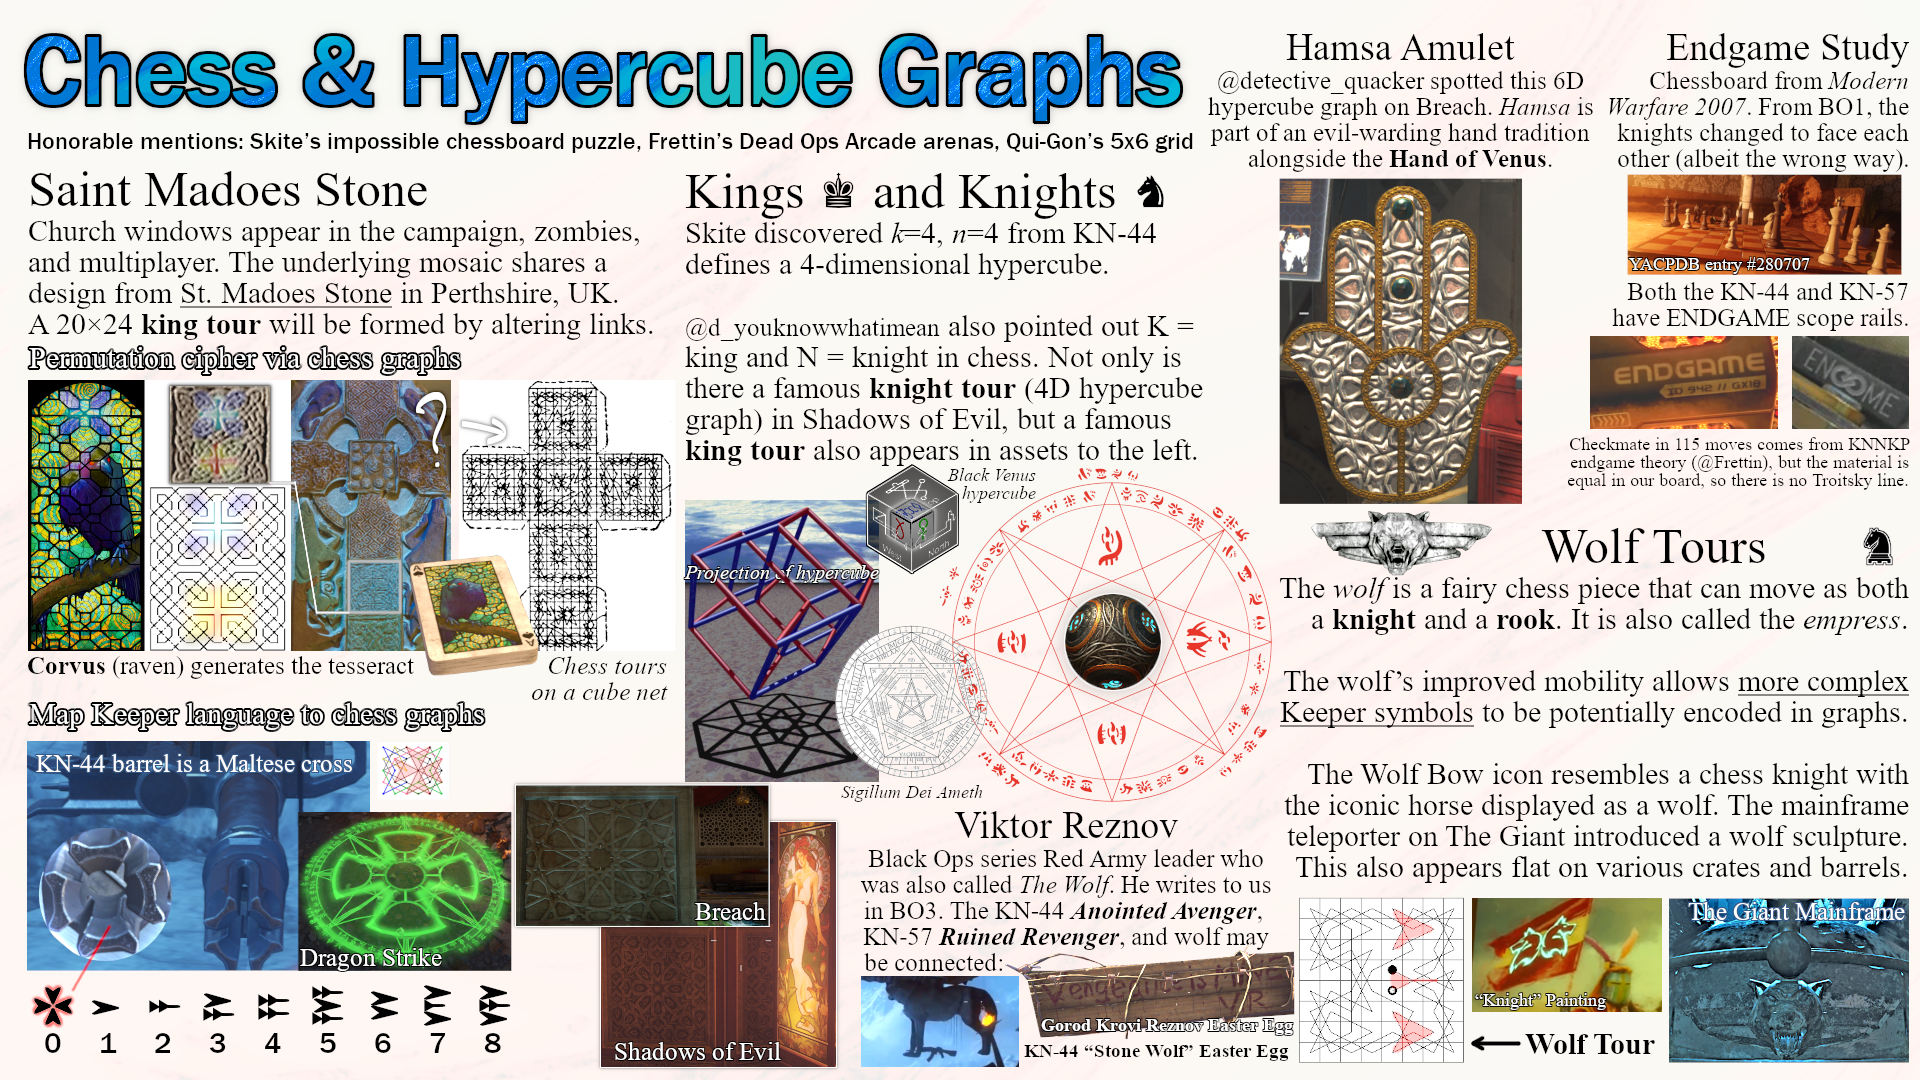 Chess & Hypercube Graphs
Honorable mentions: Skite's impossible chessboard puzzle, Frettin's Dead Ops Arcade arenas, Qui-Gon's 5x6 grid
Saint Madoes Stone
Church windows appear in the campaign, zombies,
and multiplayer. The underlying mosaic shares a
design from St. Madoes Stone in Perthshire, UK.
A 20×24 king tour will be formed by altering links.
Permutation cipher via chess graphs
?
A
A
Corvus (raven) generates the tesseract
Chess tours
on a cube net
Map Keeper language to chess graphs
KN-44 barrel is a Maltese cross
Dragon Strike
0 1 2 3 4 5 6 7 8
Breach
Shadows of Evil
Kings ♚ and Knights ♞
Skite discovered k=4, n=4 from KN-44
defines a 4-dimensional hypercube.
@d_youknowwhatimean also pointed out K =
king and N = knight in chess. Not only is
there a famous knight tour (4D hypercube
graph) in Shadows of Evil, but a famous
king tour also appears in assets to the left.
Black Venus
hypercube
West
North
Projection of hypercube
Sigillum Dei Ameth
Viktor Reznov
Black Ops series Red Army leader who
was also called The Wolf. He writes to us
in BO3. The KN-44 Anointed Avenger,
KN-57 Ruined Revenger, and wolf may
be connected:
Vengeance is Mine
VR
Gorod Krovi Reznov Easter Egg
KN-44 "Stone Wolf" Easter Egg
Hamsa Amulet
@detective_quacker spotted this 6D
hypercube graph on Breach. Hamsa is
part of an evil-warding hand tradition
alongside the Hand of Venus.
Endgame Study
Chessboard from Modern
Warfare 2007. From BO1, the
knights changed to face each
other (albeit the wrong way).
YACPDB entry #280707
Both the KN-44 and KN-57
have ENDGAME scope rails.
ENDGAME
ID 942 // GX18
Checkmate in 115 moves comes from KNNKP
endgame theory (@Frettin), but the material is
equal in our board, so there is no Troitsky line.
Wolf Tours
The wolf is a fairy chess piece that can move as both
a knight and a rook. It is also called the empress.
The wolf's improved mobility allows more complex
Keeper symbols to be potentially encoded in graphs.
The Wolf Bow icon resembles a chess knight with
the iconic horse displayed as a wolf. The mainframe
teleporter on The Giant introduced a wolf sculpture.
This also appears flat on various crates and barrels.
"Knight" Painting
The Giant Mainframe
Wolf Tour